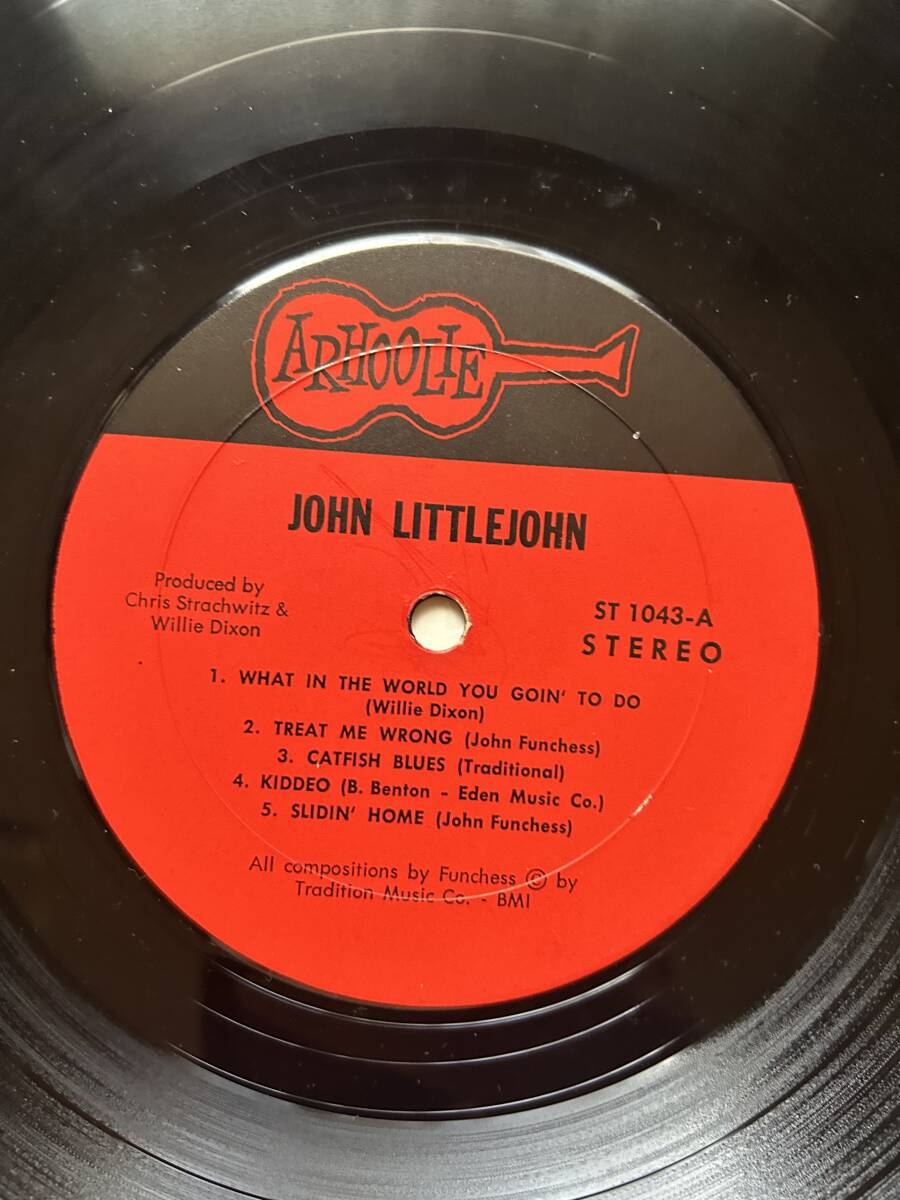 ARHOOLIE
JOHN LITTLEJOHN
Produced by
Chris Strachwitz &
Willie Dixon
ST 1043-A
STEREO
1. WHAT IN THE WORLD YOU GOIN' TO DO
(Willie Dixon)
2. TREAT ME WRONG (John Funchess)
3. CATFISH BLUES (Traditional)
4. KIDDEO (B. Benton - Eden Music Co.)
5. SLIDIN' HOME (John Funchess)
All compositions by Funchess © by
Tradition Music Co. - BMI